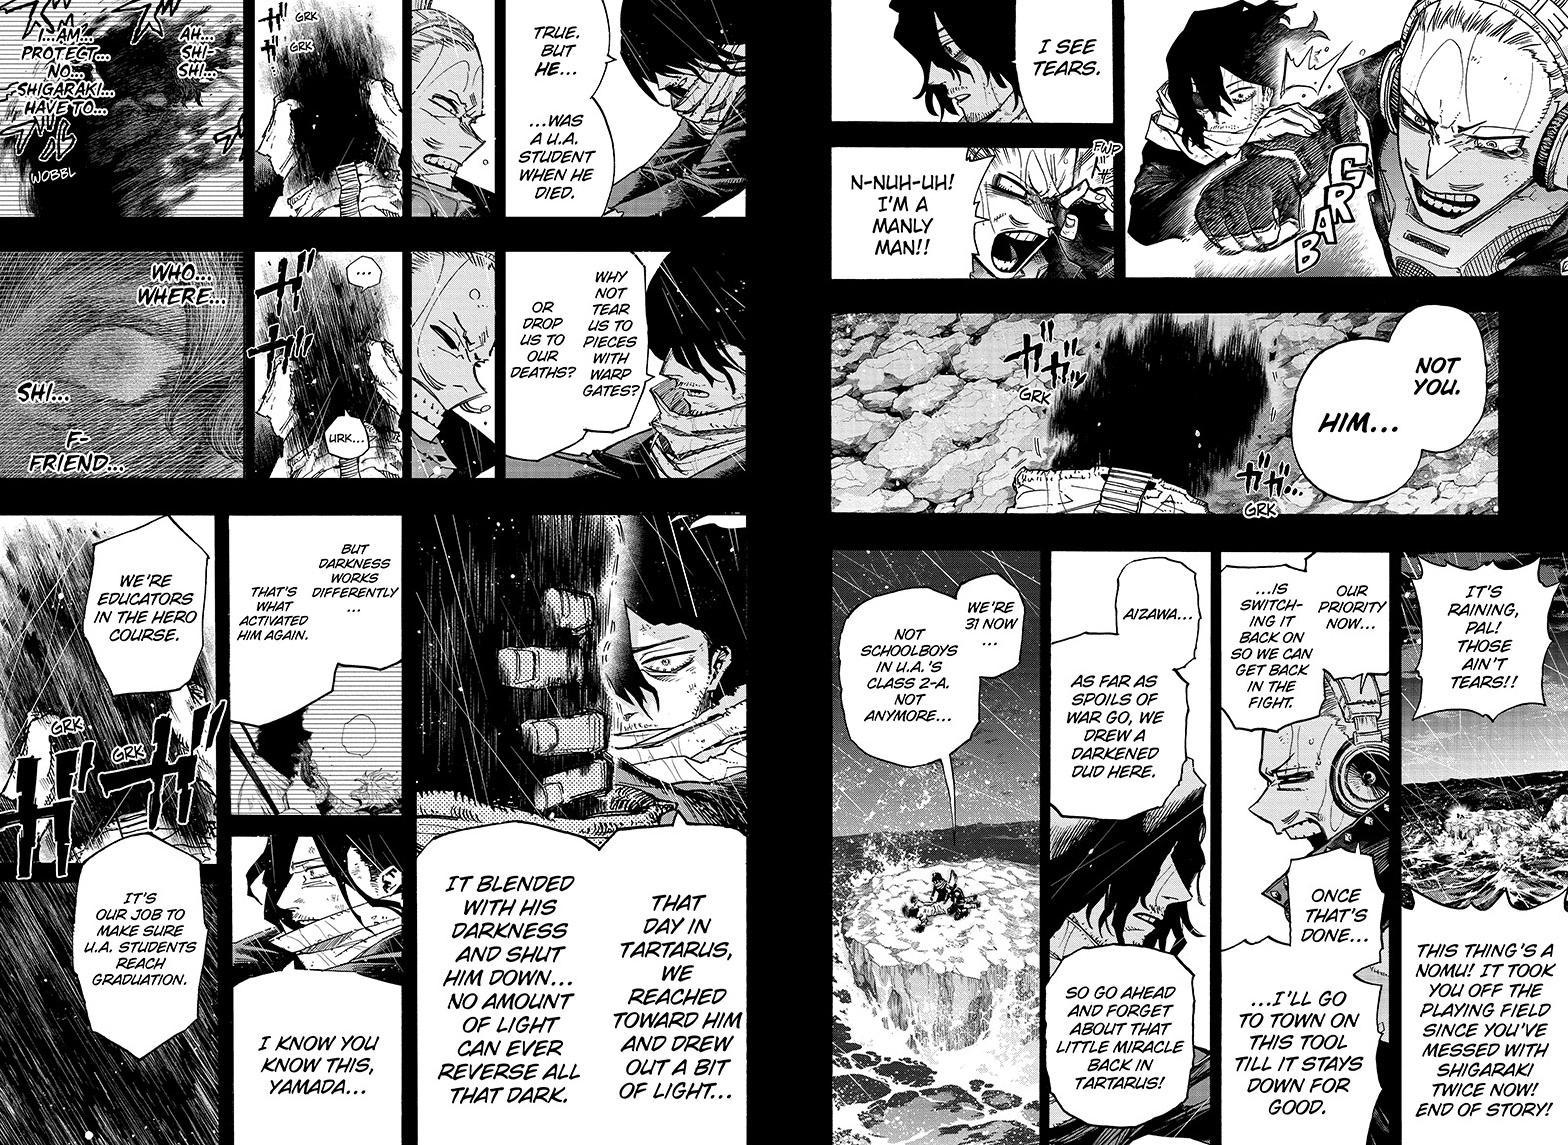 BARGGG
I SEE
TEARS.
FWP
N-NUH-UH!
I'M A
MANLY
MAN!!
NOT
YOU.
HIM...
GRK
GRK
IT'S
RAINING,
PAL!
THOSE
AIN'T
TEARS!!
THIS THING'S A
NOMU! IT TOOK
YOU OFF THE
PLAYING FIELD
SINCE YOU'VE
MESSED WITH
SHIGARAKI
TWICE NOW!
END OF STORY!
OUR
PRIORITY
NOW...
...IS
SWITCH-
ING IT
BACK ON
SO WE CAN
GET BACK
IN THE
FIGHT.
ONCE
THAT'S
DONE...
...I'LL GO
TO TOWN ON
THIS TOOL
TILL IT STAYS
DOWN FOR
GOOD.
AIZAWA...
AS FAR AS
SPOILS OF
WAR GO, WE
DREW A
DARKENED
DUD HERE.
SO GO AHEAD
AND FORGET
ABOUT THAT
LITTLE MIRACLE
BACK IN
TARTARUS!
WE'RE
31 NOW
...
NOT
SCHOOLBOYS
IN U.A.'S
CLASS 2-A.
NOT
ANYMORE...
TRUE.
BUT
HE...
...WAS
A U.A.
STUDENT
WHEN HE
DIED.
GRK
GRK
AH...
SHI-
SHI...
I...AM...
PROTECT...
NO...
SHIGARAKI...
HAVE TO...
WOBBL
WHY
NOT
TEAR
US TO
PIECES
WITH
WARP
GATES?
OR
DROP
US TO
OUR
DEATHS?
...
URK...
WHO...
WHERE...
SHI...
F-
FRIEND...
THAT
DAY IN
TARTARUS,
WE
REACHED
TOWARD HIM
AND DREW
OUT A BIT
OF LIGHT...
IT BLENDED
WITH HIS
DARKNESS
AND SHUT
HIM DOWN...
NO AMOUNT
OF LIGHT
CAN EVER
REVERSE ALL
THAT DARK.
BUT
DARKNESS
WORKS
DIFFERENTLY
...
THAT'S
WHAT
ACTIVATED
HIM AGAIN.
I KNOW YOU
KNOW THIS,
YAMADA...
WE'RE
EDUCATORS
IN THE HERO
COURSE.
GRK
GRK
IT'S
OUR JOB TO
MAKE SURE
U.A. STUDENTS
REACH
GRADUATION.